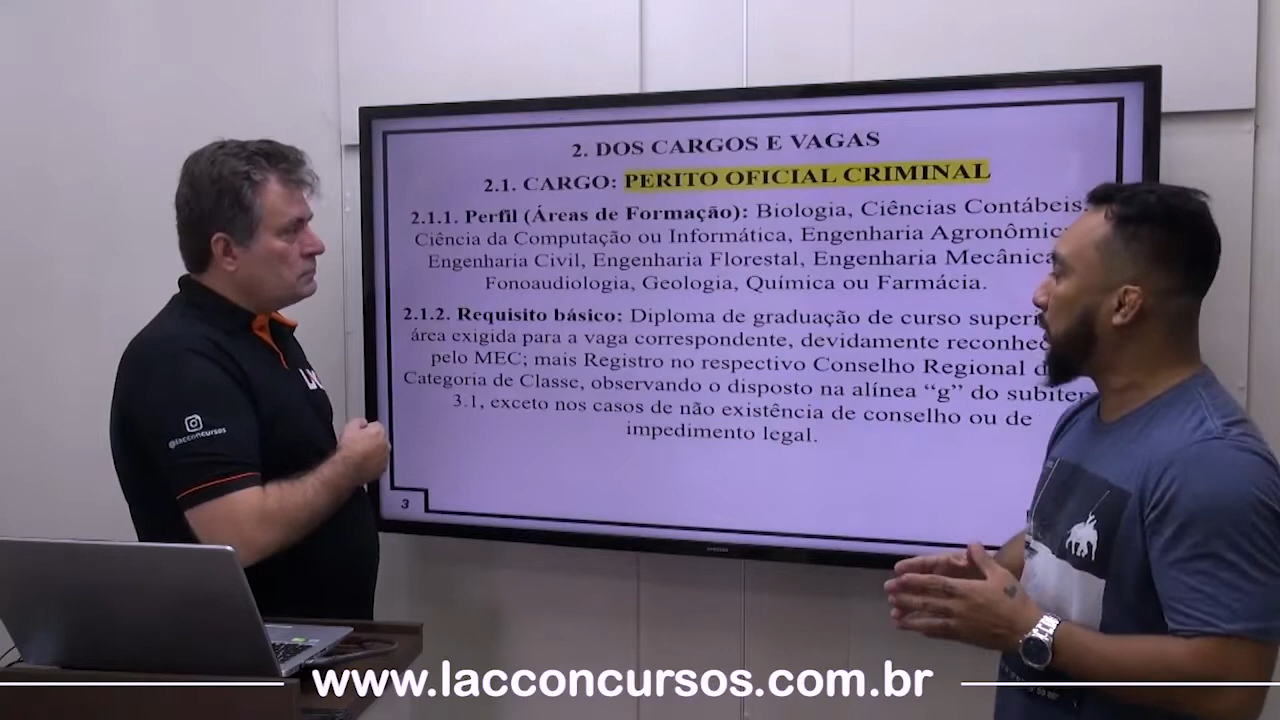 2. DOS CARGOS E VAGAS
2.1. CARGO: PERITO OFICIAL CRIMINAL
2.1.1. Perfil (Áreas de Formação): Biologia, Ciências Contábeis,
Ciência da Computação ou Informática, Engenharia Agronômic
Engenharia Civil, Engenharia Florestal, Engenharia Mecânica
Fonoaudiologia, Geologia, Química ou Farmácia.
2.1.2. Requisito básico: Diploma de graduação de curso superi
área exigida para a vaga correspondente, devidamente reconhec
pelo MEC; mais Registro no respectivo Conselho Regional d
Categoria de Classe, observando o disposto na alínea “g” do subitem
3.1, exceto nos casos de não existência de conselho ou de
impedimento legal.
3
@lacconcursos
SAMSUNG
www.lacconcursos.com.br